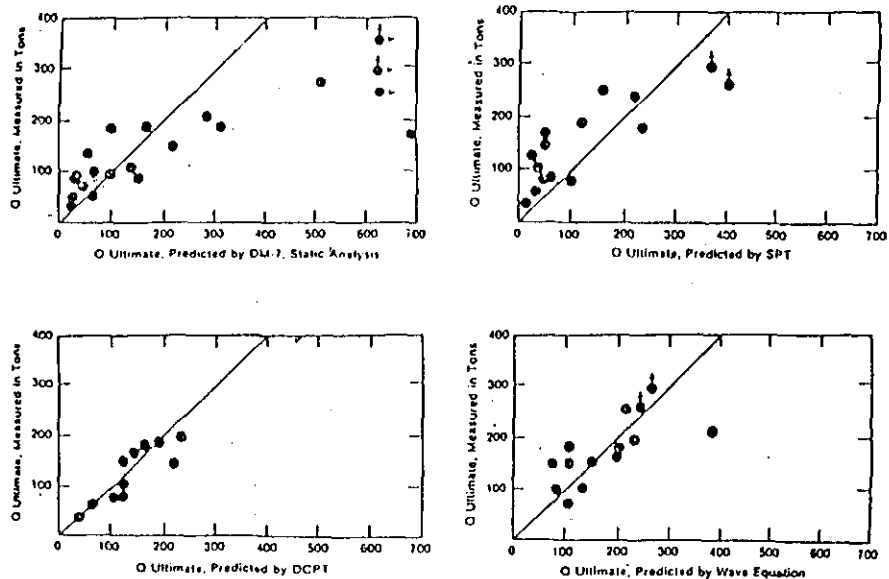 Q Ultimate, Measured in Tons
400
300
200
100
0 100 200 300 400 500 600 700
Q Ultimate, Predicted by DM-7, Static Analysis
Q Ultimate, Measured in Tons
400
300
200
100
0 100 200 300 400 500 600 700
Q Ultimate, Predicted by SPT
Q Ultimate, Measured in Tons
400
300
200
100
0 100 200 300 400 500 600 700
Q Ultimate, Predicted by DCPT
Q Ultimate, Measured in Tons
400
300
200
100
0 100 200 300 400 500 600 700
Q Ultimate, Predicted by Wave Equation